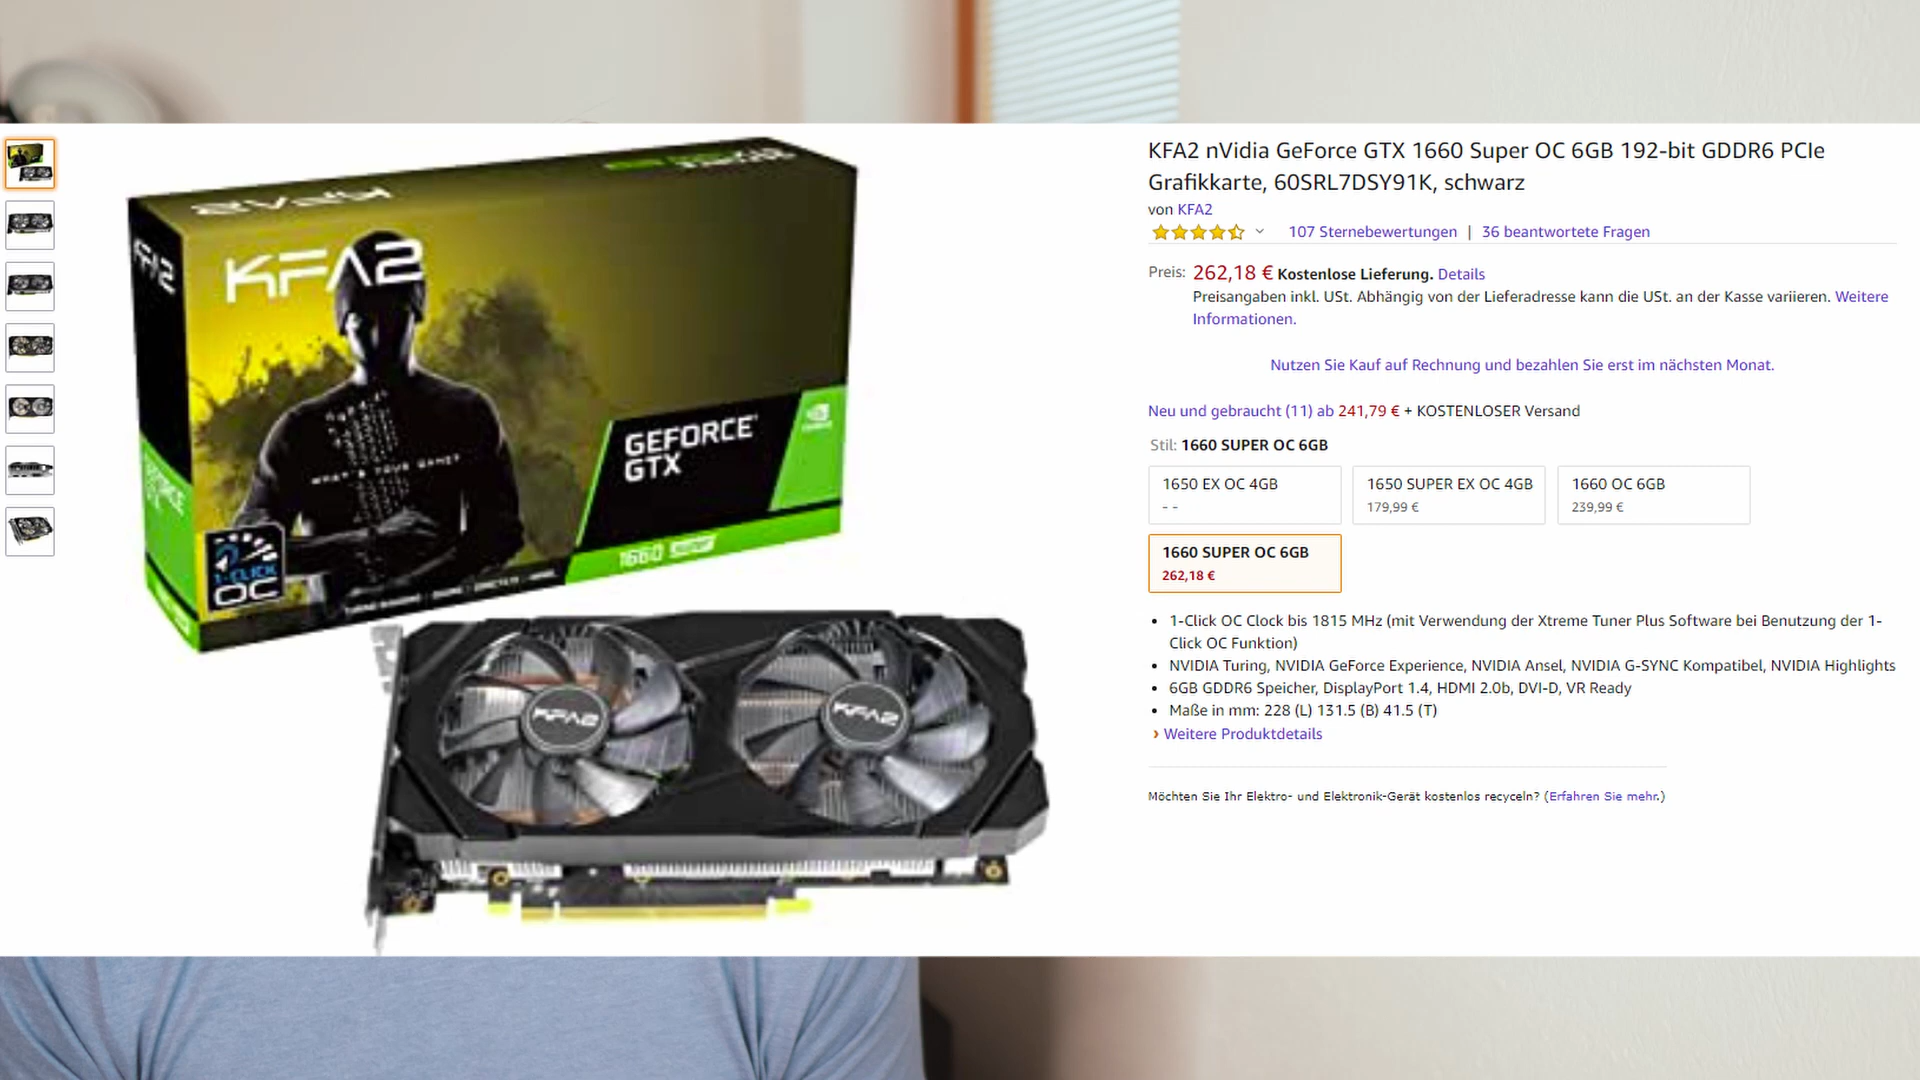 KFA2
KFA2
WHAT'S YOUR GAME?
GEFORCE
GTX
1660 SUPER
1-CLICK
OC
KFA2
KFA2
KFA2 nVidia GeForce GTX 1660 Super OC 6GB 192-bit GDDR6 PCIe
Grafikkarte, 60SRL7DSY91K, schwarz
von KFA2
107 Sternebewertungen | 36 beantwortete Fragen
Preis: 262,18 € Kostenlose Lieferung. Details
Preisangaben inkl. USt. Abhängig von der Lieferadresse kann die USt. an der Kasse variieren. Weitere
Informationen.
Nutzen Sie Kauf auf Rechnung und bezahlen Sie erst im nächsten Monat.
Neu und gebraucht (11) ab 241,79 € + KOSTENLOSER Versand
Stil: 1660 SUPER OC 6GB
1650 EX OC 4GB
- -
1650 SUPER EX OC 4GB
179,99 €
1660 OC 6GB
239,99 €
1660 SUPER OC 6GB
262,18 €
• 1-Click OC Clock bis 1815 MHz (mit Verwendung der Xtreme Tuner Plus Software bei Benutzung der 1-
Click OC Funktion)
• NVIDIA Turing, NVIDIA GeForce Experience, NVIDIA Ansel, NVIDIA G-SYNC Kompatibel, NVIDIA Highlights
• 6GB GDDR6 Speicher, DisplayPort 1.4, HDMI 2.0b, DVI-D, VR Ready
• Maße in mm: 228 (L) 131.5 (B) 41.5 (T)
› Weitere Produktdetails
Möchten Sie Ihr Elektro- und Elektronik-Gerät kostenlos recyceln? (Erfahren Sie mehr.)